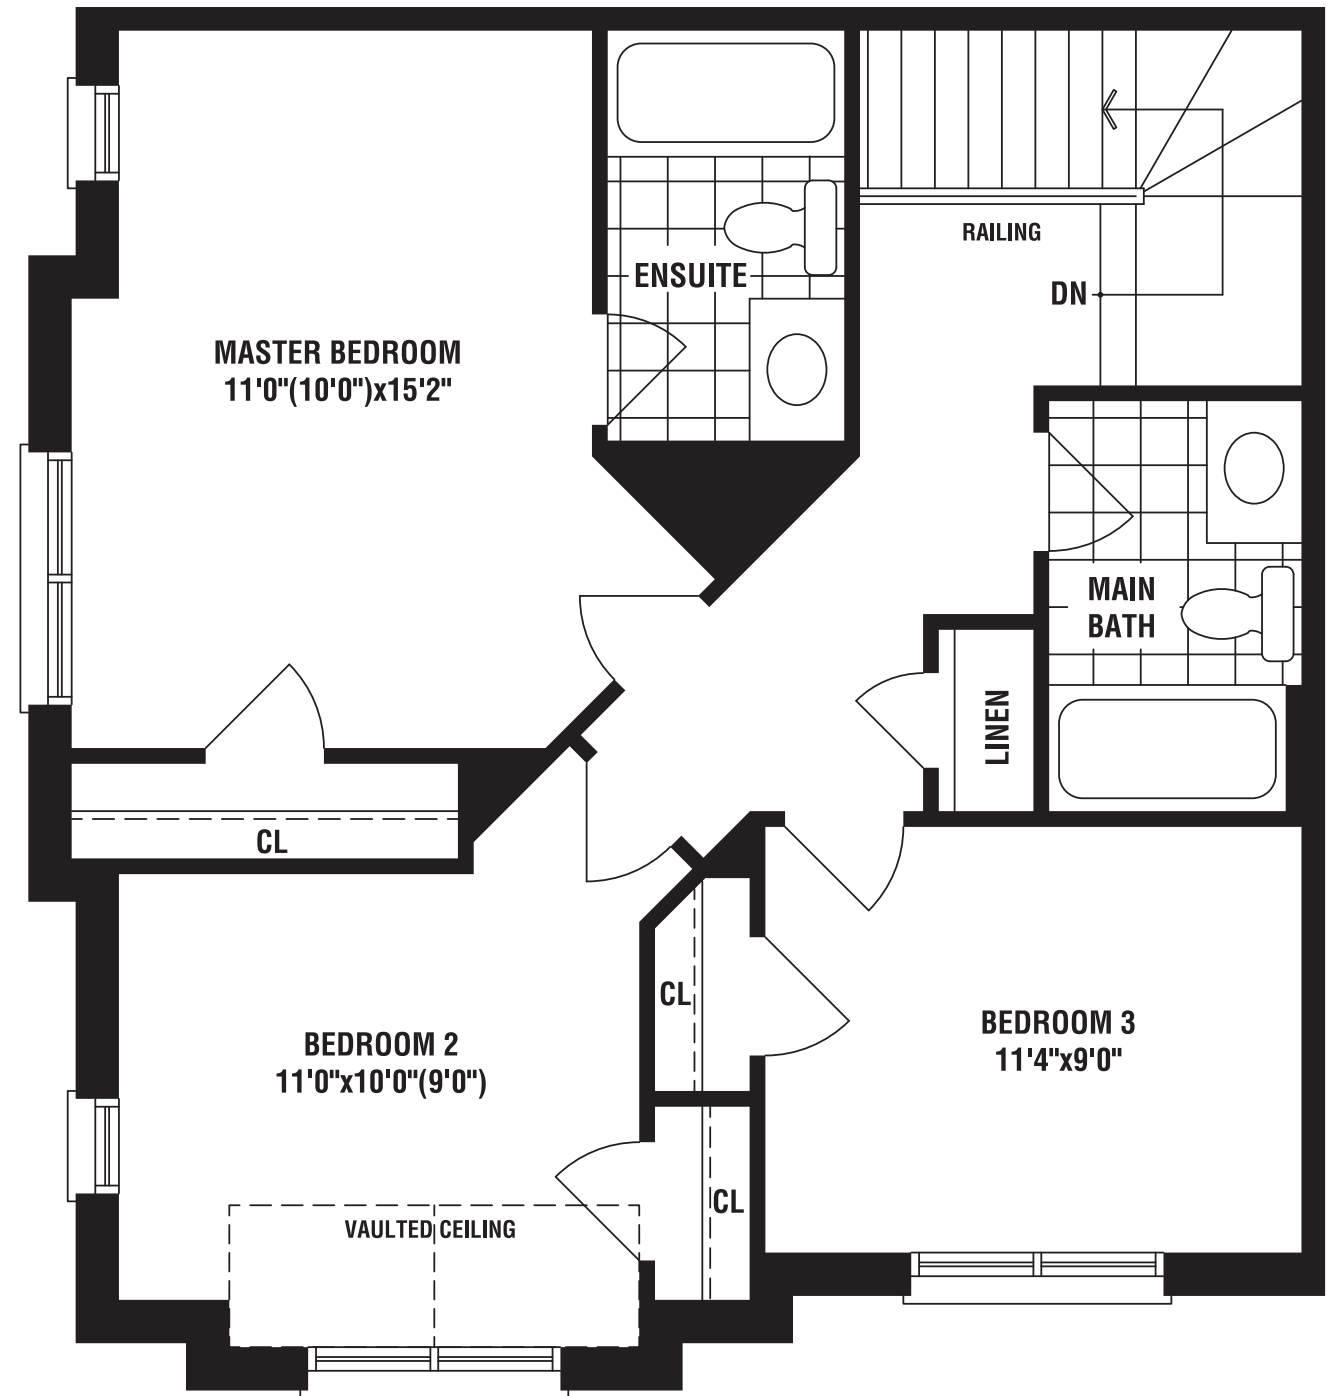 RAILING
ENSUITE
DN
MASTER BEDROOM
11'0"(10'0")x15'2"
MAIN
BATH
LINEN
CL
CL
BEDROOM 3
11'4"x9'0"
BEDROOM 2
11'0"x10'0"(9'0")
CL
VAULTED CEILING